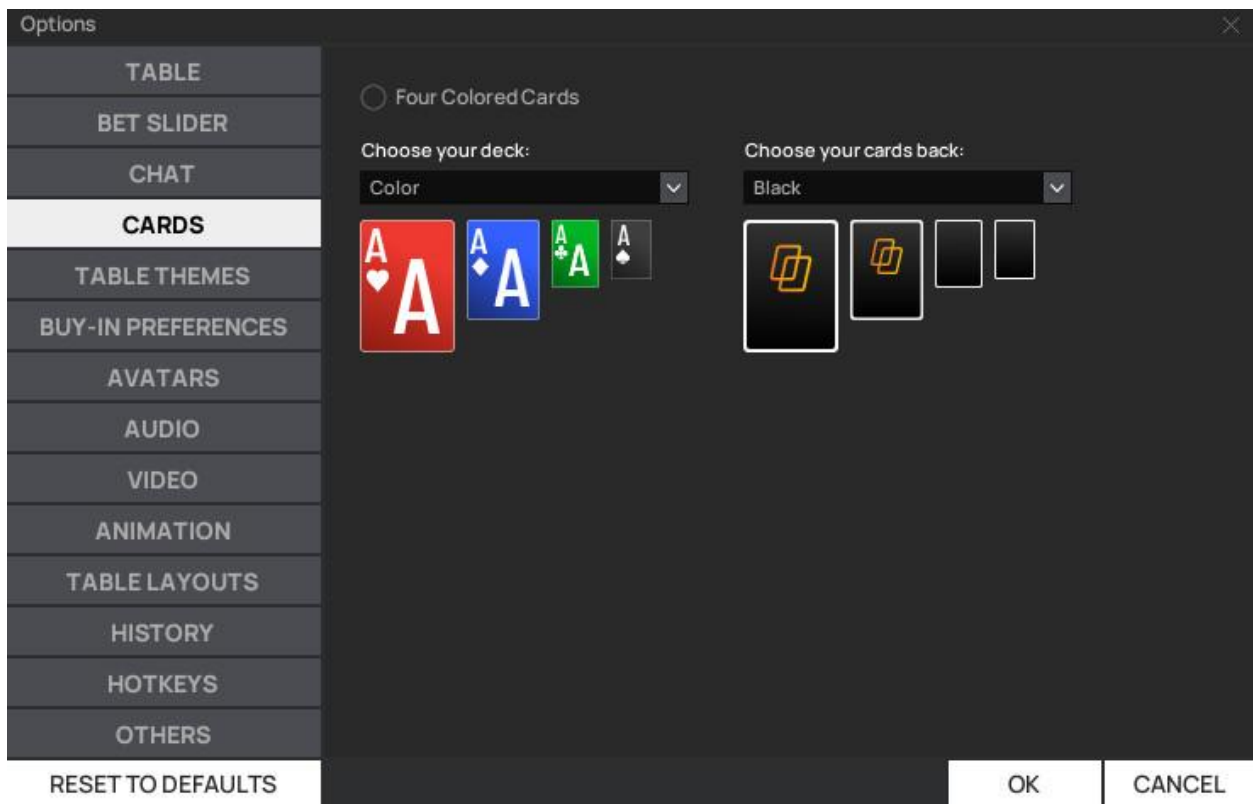 Options
TABLE
BET SLIDER
CHAT
CARDS
TABLE THEMES
BUY-IN PREFERENCES
AVATARS
AUDIO
VIDEO
ANIMATION
TABLE LAYOUTS
HISTORY
HOTKEYS
OTHERS
RESET TO DEFAULTS
Four Colored Cards
Choose your deck:
Color
A A
A A
A A
A
Choose your cards back:
Black
OK
CANCEL